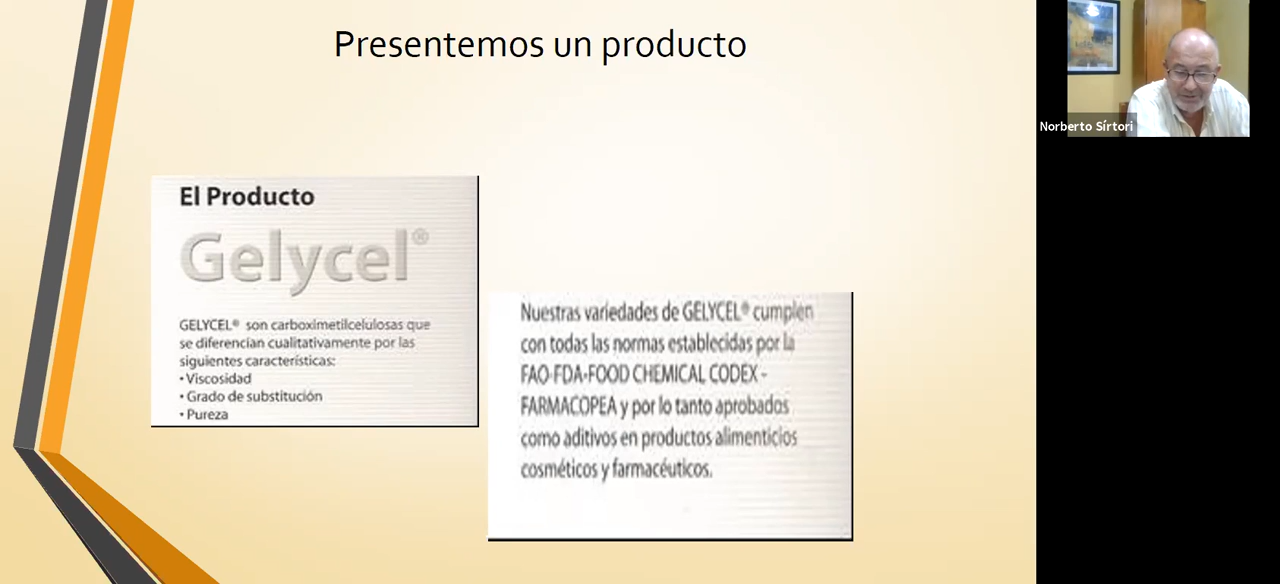 Presentemos un producto
El Producto
Gelycel®
GELYCEL® son carboximetilcelulosas que
se diferencian cualitativamente por las
siguientes características:
• Viscosidad
• Grado de substitución
• Pureza
Nuestras variedades de GELYCEL® cumplen
con todas las normas establecidas por la
FAO-FDA-FOOD CHEMICAL CODEX -
FARMACOPEA y por lo tanto aprobados
como aditivos en productos alimenticios
cosméticos y farmacéuticos.
Norberto Sírtori